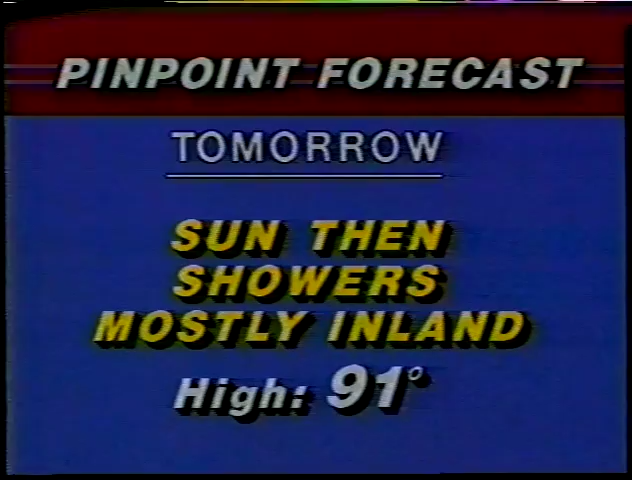 PINPOINT FORECAST
TOMORROW
SUN THEN
SHOWERS
MOSTLY INLAND
High: 91°